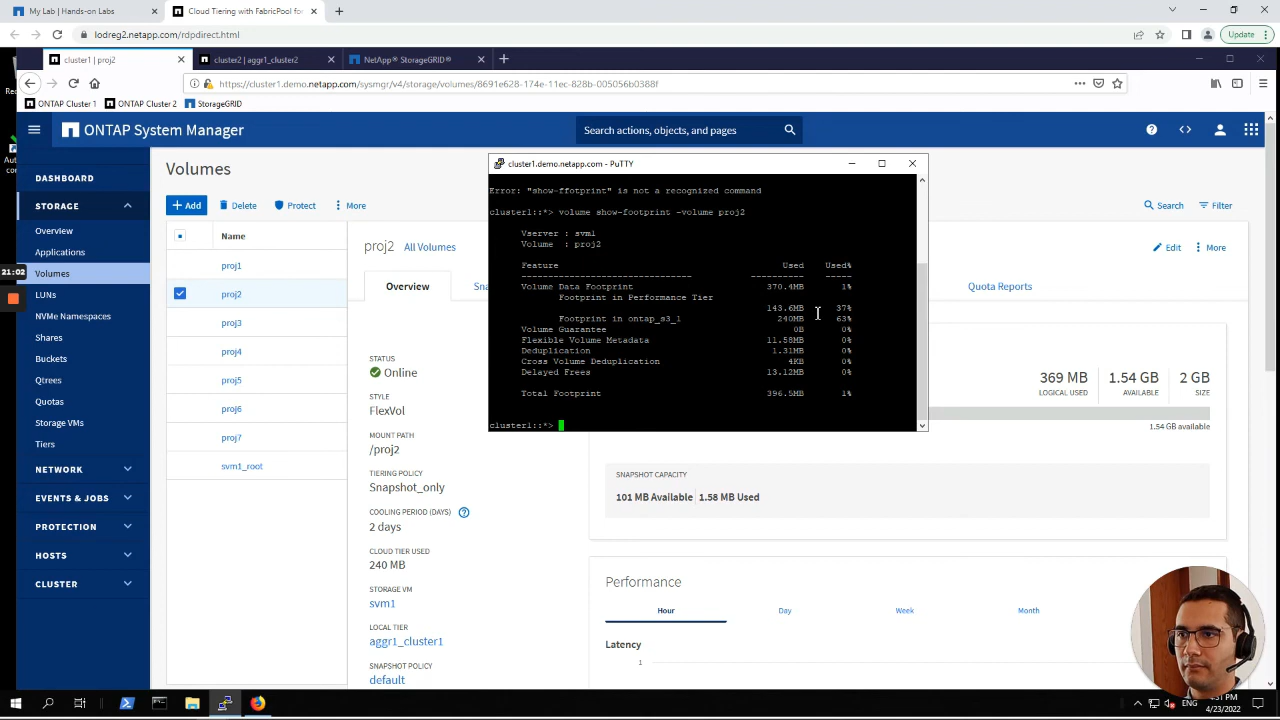 My Lab | Hands-on Labs
Cloud Tiering with FabricPool fo
lodreg2.netapp.com/rdpdirect.html
Update
cluster1 | proj2
cluster2 | aggr1_cluster2
NetApp® StorageGRID®
https://cluster1.demo.netapp.com/sysmgr/v4/storage/volumes/8691e628-174e-11ec-828b-005056b0388f
ONTAP Cluster 1
ONTAP Cluster 2
StorageGRID
ONTAP System Manager
Search actions, objects, and pages
DASHBOARD
STORAGE
Overview
Applications
Volumes
LUNs
NVMe Namespaces
Shares
Buckets
Qtrees
Quotas
Storage VMs
Tiers
NETWORK
EVENTS & JOBS
PROTECTION
HOSTS
CLUSTER
21:02
Volumes
Add
Delete
Protect
More
Search
Filter
Name
proj1
proj2
proj3
proj4
proj5
proj6
proj7
svm1_root
proj2 All Volumes
Edit
More
Overview
Sna
Quota Reports
STATUS
Online
STYLE
FlexVol
MOUNT PATH
/proj2
TIERING POLICY
Snapshot_only
COOLING PERIOD (DAYS)
2 days
CLOUD TIER USED
240 MB
STORAGE VM
svm1
LOCAL TIER
aggr1_cluster1
SNAPSHOT POLICY
default
cluster1.demo.netapp.com - PuTTY
Error: "show-ffotprint" is not a recognized command
cluster1::*> volume show-footprint -volume proj2
Vserver : svm1
Volume : proj2
Feature Used Used%
-------------------------------- ---------- -----
Volume Data Footprint 370.4MB 1%
Footprint in Performance Tier
143.6MB 37%
Footprint in ontap_s3_1 240MB 63%
Volume Guarantee 0B 0%
Flexible Volume Metadata 11.58MB 0%
Deduplication 1.31MB 0%
Cross Volume Deduplication 4KB 0%
Delayed Frees 13.12MB 0%
Total Footprint 396.5MB 1%
cluster1::*>
369 MB 1.54 GB 2 GB
LOGICAL USED AVAILABLE SIZE
1.54 GB available
SNAPSHOT CAPACITY
101 MB Available 1.58 MB Used
Performance
Hour
Day
Week
Month
Latency
1
ENG
4/23/2022